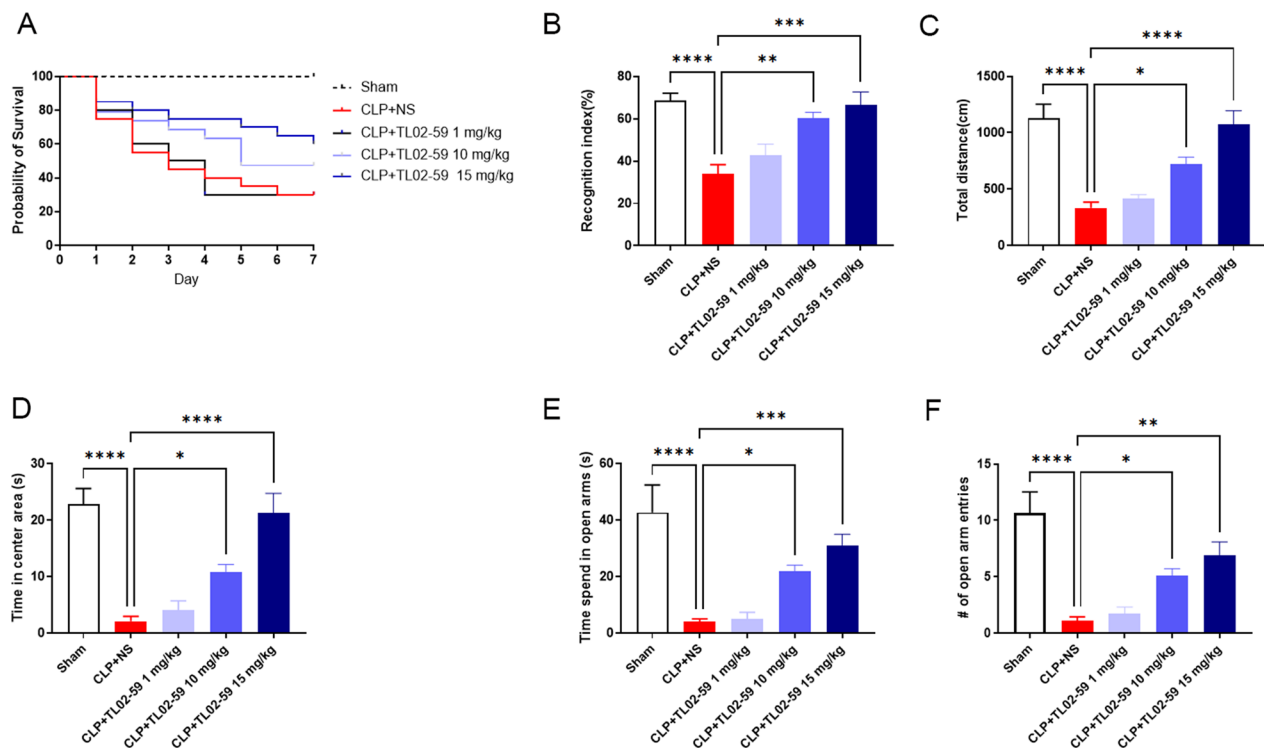 A
Probability of Survival
100
80
60
40
20
0
0 1 2 3 4 5 6 7
Day
Sham
CLP+NS
CLP+TL02-59 1 mg/kg
CLP+TL02-59 10 mg/kg
CLP+TL02-59 15 mg/kg
B
***
**** **
Recognition index(%)
80
60
40
20
0
Sham
CLP+NS
CLP+TL02-59 1 mg/kg
CLP+TL02-59 10 mg/kg
CLP+TL02-59 15 mg/kg
C
****
**** *
Total distance(cm)
1500
1000
500
0
Sham
CLP+NS
CLP+TL02-59 1 mg/kg
CLP+TL02-59 10 mg/kg
CLP+TL02-59 15 mg/kg
D
****
**** *
Time in center area (s)
30
20
10
0
Sham
CLP+NS
CLP+TL02-59 1 mg/kg
CLP+TL02-59 10 mg/kg
CLP+TL02-59 15 mg/kg
E
***
**** *
Time spend in open arms (s)
60
40
20
0
Sham
CLP+NS
CLP+TL02-59 1 mg/kg
CLP+TL02-59 10 mg/kg
CLP+TL02-59 15 mg/kg
F
**
**** *
# of open arm entries
15
10
5
0
Sham
CLP+NS
CLP+TL02-59 1 mg/kg
CLP+TL02-59 10 mg/kg
CLP+TL02-59 15 mg/kg